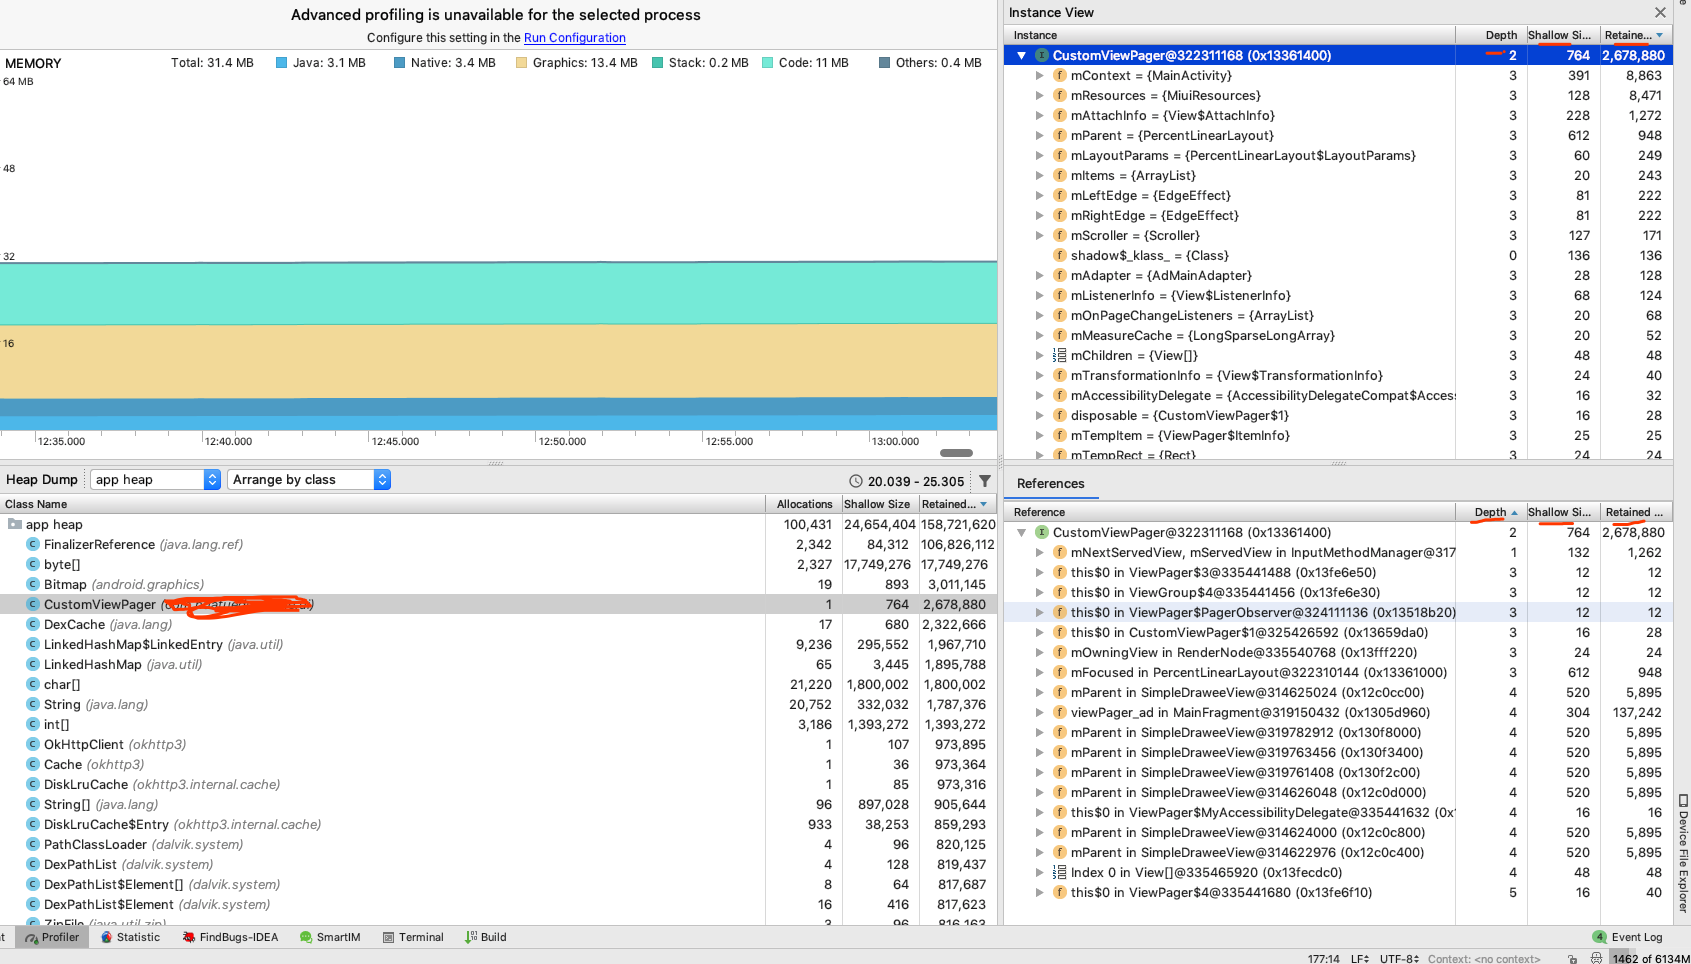 Advanced profiling is unavailable for the selected process
Configure this setting in the Run Configuration
MEMORY Total: 31.4 MB Java: 3.1 MB Native: 3.4 MB Graphics: 13.4 MB Stack: 0.2 MB Code: 11 MB Others: 0.4 MB
64 MB
48
32
16
12:35.000 12:40.000 12:45.000 12:50.000 12:55.000 13:00.000
Heap Dump app heap Arrange by class 20.039 - 25.305
Class Name Allocations Shallow Size Retained...
app heap 100,431 24,654,404 158,721,620
FinalizerReference (java.lang.ref) 2,342 84,312 106,826,112
byte[] 2,327 17,749,276 17,749,276
Bitmap (android.graphics) 19 893 3,011,145
CustomViewPager 1 764 2,678,880
DexCache (java.lang) 17 680 2,322,666
LinkedHashMap$LinkedEntry (java.util) 9,236 295,552 1,967,710
LinkedHashMap (java.util) 65 3,445 1,895,788
char[] 21,220 1,800,002 1,800,002
String (java.lang) 20,752 332,032 1,787,376
int[] 3,186 1,393,272 1,393,272
OkHttpClient (okhttp3) 1 107 973,895
Cache (okhttp3) 1 36 973,364
DiskLruCache (okhttp3.internal.cache) 1 85 973,316
String[] (java.lang) 96 897,028 905,644
DiskLruCache$Entry (okhttp3.internal.cache) 933 38,253 859,293
PathClassLoader (dalvik.system) 4 96 820,125
DexPathList (dalvik.system) 4 128 819,437
DexPathList$Element[] (dalvik.system) 8 64 817,687
DexPathList$Element (dalvik.system) 16 416 817,623
ZipFile (java.util.zip) 3 96 816,163
Instance View
Instance Depth Shallow Si... Retaine...
CustomViewPager@322311168 (0x13361400) 2 764 2,678,880
mContext = {MainActivity} 3 391 8,863
mResources = {MiuiResources} 3 128 8,471
mAttachInfo = {View$AttachInfo} 3 228 1,272
mParent = {PercentLinearLayout} 3 612 948
mLayoutParams = {PercentLinearLayout$LayoutParams} 3 60 249
mItems = {ArrayList} 3 20 243
mLeftEdge = {EdgeEffect} 3 81 222
mRightEdge = {EdgeEffect} 3 81 222
mScroller = {Scroller} 3 127 171
shadow$_klass_ = {Class} 0 136 136
mAdapter = {AdMainAdapter} 3 28 128
mListenerInfo = {View$ListenerInfo} 3 68 124
mOnPageChangeListeners = {ArrayList} 3 20 68
mMeasureCache = {LongSparseLongArray} 3 20 52
mChildren = {View[]} 3 48 48
mTransformationInfo = {View$TransformationInfo} 3 24 40
mAccessibilityDelegate = {AccessibilityDelegateCompat$Acces 3 16 32
disposable = {CustomViewPager$1} 3 16 28
mTempItem = {ViewPager$ItemInfo} 3 25 25
mTempRect = {Rect} 3 24 24
References
Reference Depth Shallow Si... Retained ...
CustomViewPager@322311168 (0x13361400) 2 764 2,678,880
mNextServedView, mServedView in InputMethodManager@317 1 132 1,262
this$0 in ViewPager$3@335441488 (0x13fe6e50) 3 12 12
this$0 in ViewGroup$4@335441456 (0x13fe6e30) 3 12 12
this$0 in ViewPager$PagerObserver@324111136 (0x13518b20) 3 12 12
this$0 in CustomViewPager$1@325426592 (0x13659da0) 3 16 28
mOwningView in RenderNode@335540768 (0x13fff220) 3 24 24
mFocused in PercentLinearLayout@322310144 (0x13361000) 3 612 948
mParent in SimpleDraweeView@314625024 (0x12c0cc00) 4 520 5,895
viewPager_ad in MainFragment@319150432 (0x1305d960) 4 304 137,242
mParent in SimpleDraweeView@319782912 (0x130f8000) 4 520 5,895
mParent in SimpleDraweeView@319763456 (0x130f3400) 4 520 5,895
mParent in SimpleDraweeView@319761408 (0x130f2c00) 4 520 5,895
mParent in SimpleDraweeView@314626048 (0x12c0d000) 4 520 5,895
this$0 in ViewPager$MyAccessibilityDelegate@335441632 (0x 4 16 16
mParent in SimpleDraweeView@314624000 (0x12c0c800) 4 520 5,895
mParent in SimpleDraweeView@314622976 (0x12c0c400) 4 520 5,895
Index 0 in View[]@335465920 (0x13fecdc0) 4 48 48
this$0 in ViewPager$4@335441680 (0x13fe6f10) 5 16 40
Device File Explorer
Profiler Statistic FindBugs-IDEA SmartIM Terminal Build 4 Event Log
177:14 LF UTF-8 Context: <no context> 1462 of 6134M